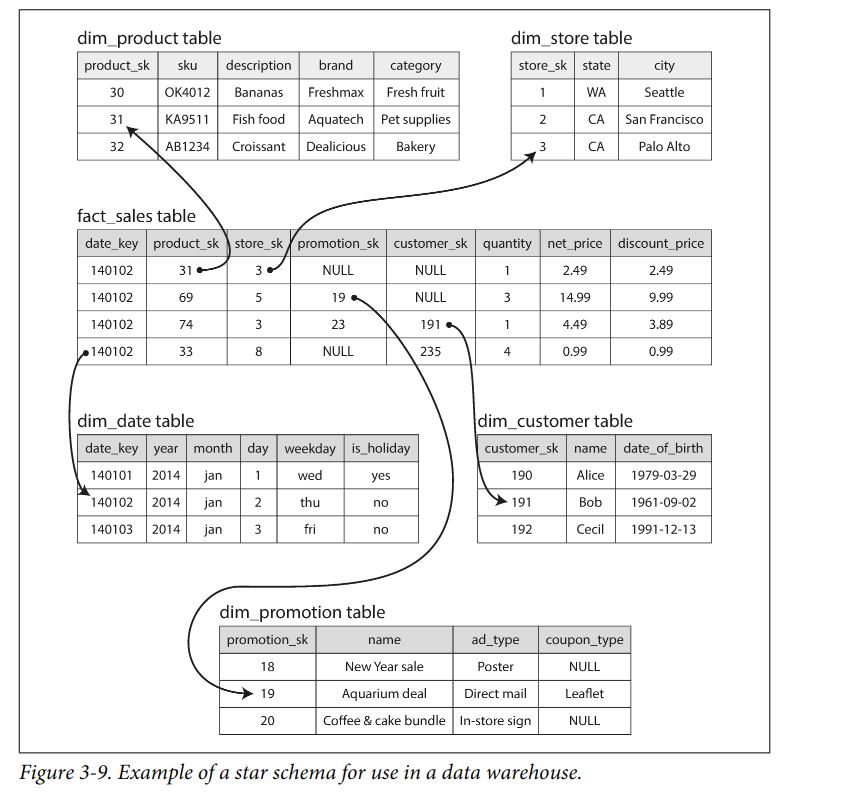 dim_product table
product_sk sku description brand category
30 OK4012 Bananas Freshmax Fresh fruit
31 KA9511 Fish food Aquatech Pet supplies
32 AB1234 Croissant Dealicious Bakery
dim_store table
store_sk state city
1 WA Seattle
2 CA San Francisco
3 CA Palo Alto
fact_sales table
date_key product_sk store_sk promotion_sk customer_sk quantity net_price discount_price
140102 31 3 NULL NULL 1 2.49 2.49
140102 69 5 19 NULL 3 14.99 9.99
140102 74 3 23 191 1 4.49 3.89
140102 33 8 NULL 235 4 0.99 0.99
dim_date table
date_key year month day weekday is_holiday
140101 2014 jan 1 wed yes
140102 2014 jan 2 thu no
140103 2014 jan 3 fri no
dim_customer table
customer_sk name date_of_birth
190 Alice 1979-03-29
191 Bob 1961-09-02
192 Cecil 1991-12-13
dim_promotion table
promotion_sk name ad_type coupon_type
18 New Year sale Poster NULL
19 Aquarium deal Direct mail Leaflet
20 Coffee & cake bundle In-store sign NULL
Figure 3-9. Example of a star schema for use in a data warehouse.